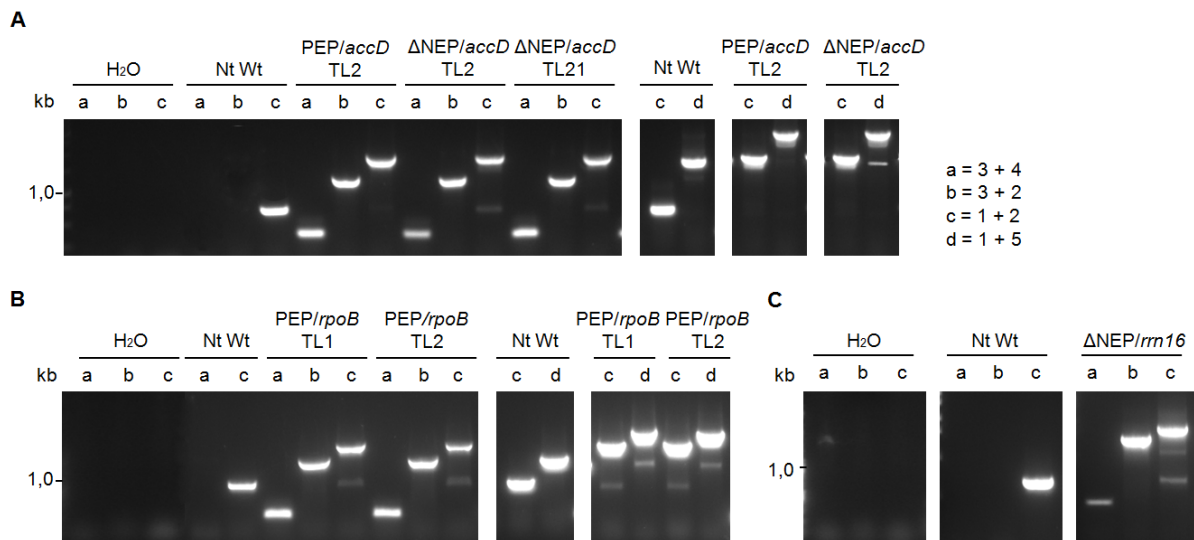 A
PEP/accD ΔNEP/accD ΔNEP/accD PEP/accD ΔNEP/accD
H₂O Nt Wt TL2 TL2 TL21 Nt Wt TL2 TL2
kb a b c a b c a b c a b c a b c c d c d c d
1,0-
a = 3 + 4
b = 3 + 2
c = 1 + 2
d = 1 + 5
B
PEP/rpoB PEP/rpoB PEP/rpoB PEP/rpoB
H₂O Nt Wt TL1 TL2 Nt Wt TL1 TL2
kb a b c a c a b c a b c c d c d c d
1,0-
C
H₂O Nt Wt ΔNEP/rrn16
kb a b c a b c a b c
1,0-